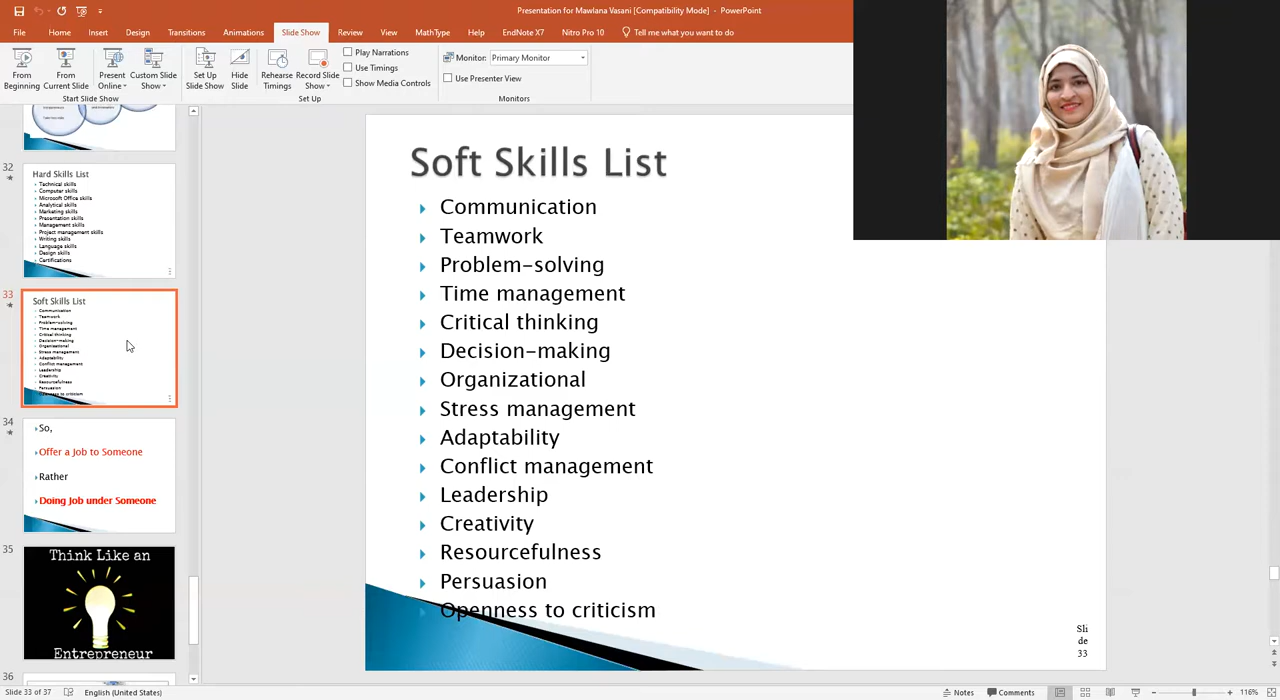 Presentation for Mawlana Vasani [Compatibility Mode] - PowerPoint
File Home Insert Design Transitions Animations Slide Show Review View MathType Help EndNote X7 Nitro Pro 10 Tell me what you want to do
From Beginning
From Current Slide
Present Online
Custom Slide Show
Set Up Slide Show
Hide Slide
Rehearse Timings
Record Slide Show
Play Narrations
Use Timings
Show Media Controls
Monitor: Primary Monitor
Use Presenter View
Start Slide Show
Set Up
Monitors
32
Hard Skills List
Technical skills
Computer skills
Microsoft Office skills
Analytical skills
Marketing skills
Presentation skills
Management skills
Project management skills
Writing skills
Language skills
Design skills
Certifications
33
Soft Skills List
Communication
Teamwork
Problem-solving
Time management
Critical thinking
Decision-making
Organizational
Stress management
Adaptability
Conflict management
Leadership
Creativity
Resourcefulness
Persuasion
Openness to criticism
34
So,
Offer a Job to Someone
Rather
Doing Job under Someone
35
Think Like an
Entrepreneur
36
Soft Skills List
Communication
Teamwork
Problem-solving
Time management
Critical thinking
Decision-making
Organizational
Stress management
Adaptability
Conflict management
Leadership
Creativity
Resourcefulness
Persuasion
Openness to criticism
Sli
de
33
Slide 33 of 37 English (United States) Notes Comments 116%